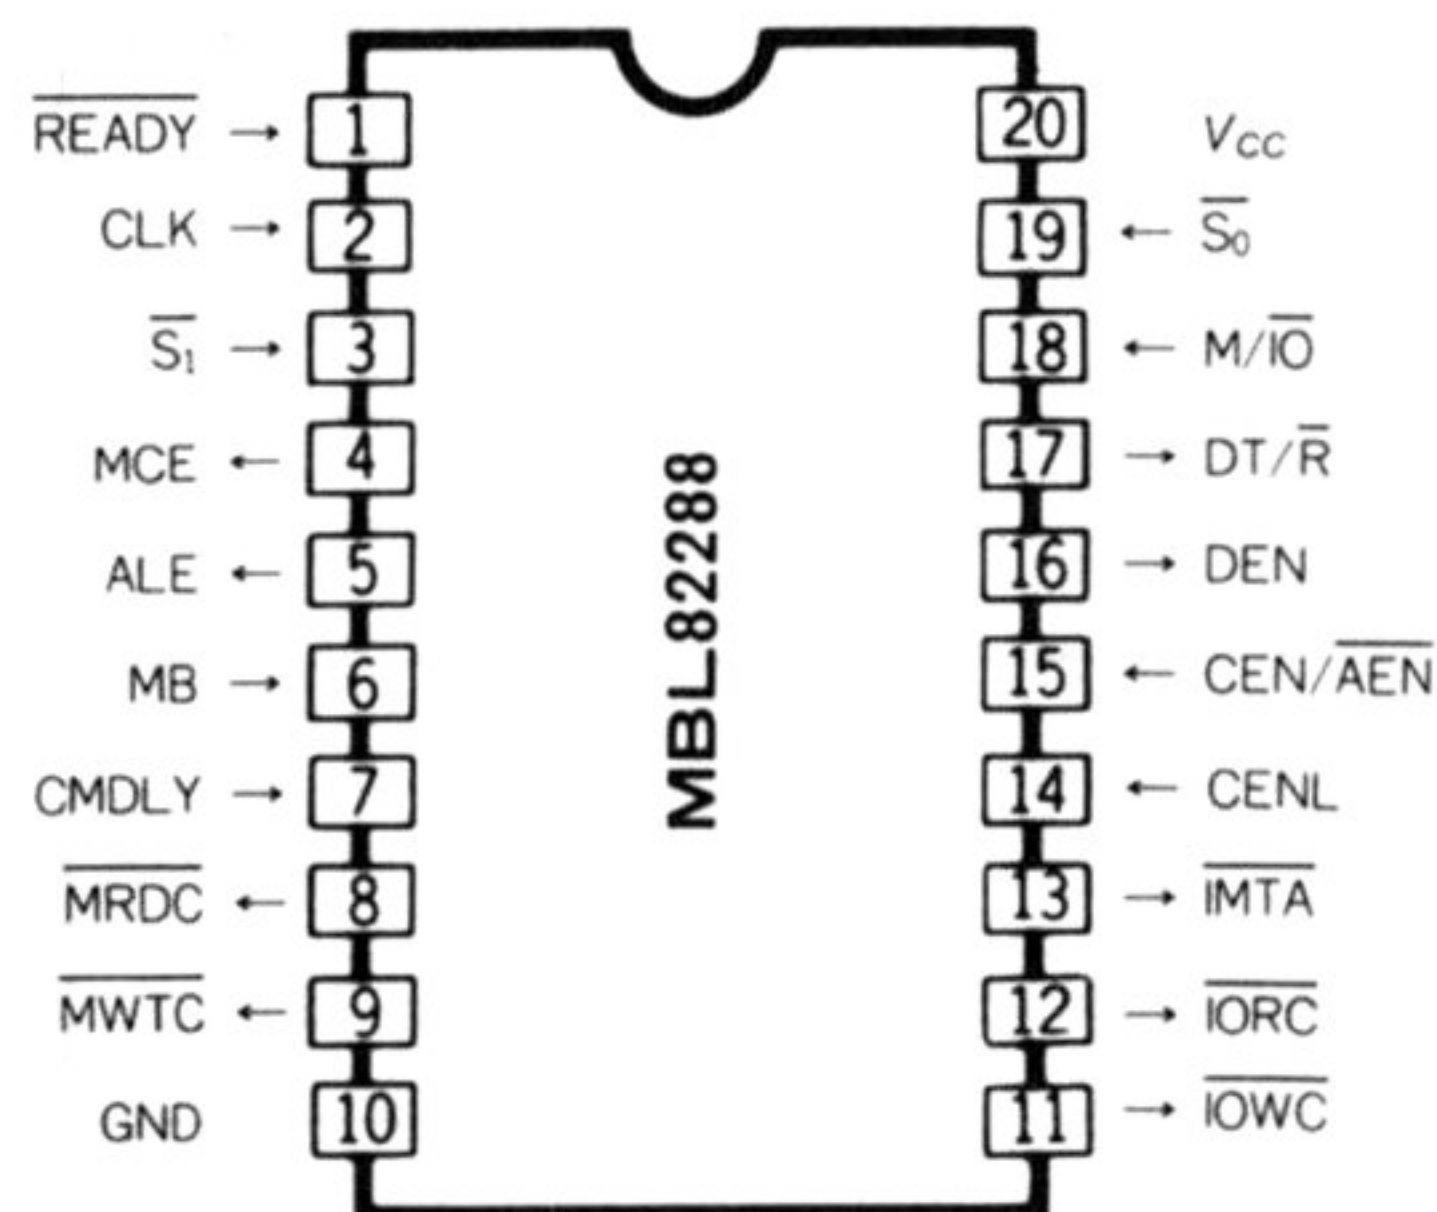 READY → 1
CLK → 2
S₁ → 3
MCE ← 4
ALE ← 5
MB → 6
CMDLY → 7
MRDC ← 8
MWTC ← 9
GND 10
MBL82288
20 VCC
19 ← S₀
18 ← M/IO
17 → DT/R
16 → DEN
15 ← CEN/AEN
14 ← CENL
13 → IMTA
12 → IORC
11 → IOWC